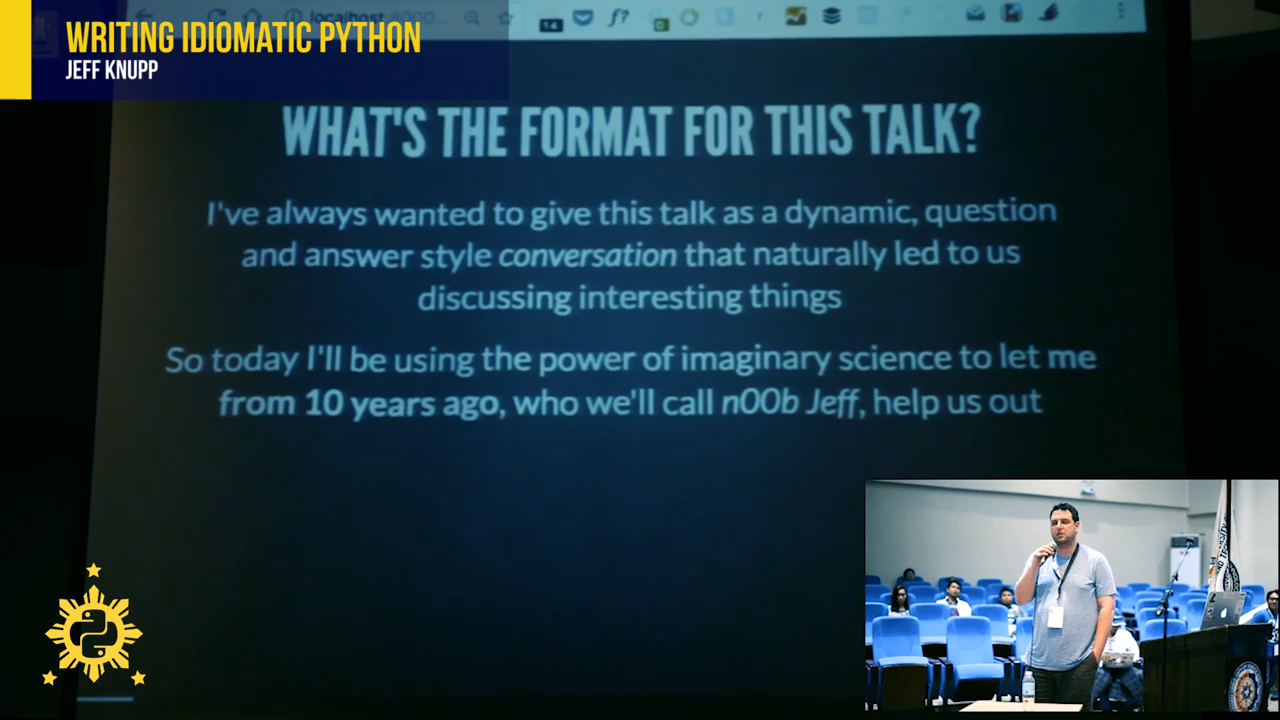 WRITING IDIOMATIC PYTHON
JEFF KNUPP
localhost:8000
14
f?
WHAT'S THE FORMAT FOR THIS TALK?
I've always wanted to give this talk as a dynamic, question
and answer style conversation that naturally led to us
discussing interesting things
So today I'll be using the power of imaginary science to let me
from 10 years ago, who we'll call n00b Jeff, help us out